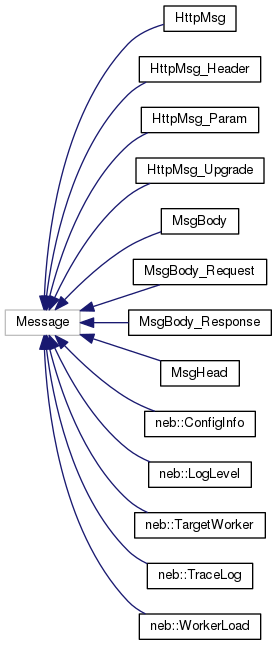 HttpMsg
HttpMsg_Header
HttpMsg_Param
HttpMsg_Upgrade
MsgBody
MsgBody_Request
Message
MsgBody_Response
MsgHead
neb::ConfigInfo
neb::LogLevel
neb::TargetWorker
neb::TraceLog
neb::WorkerLoad